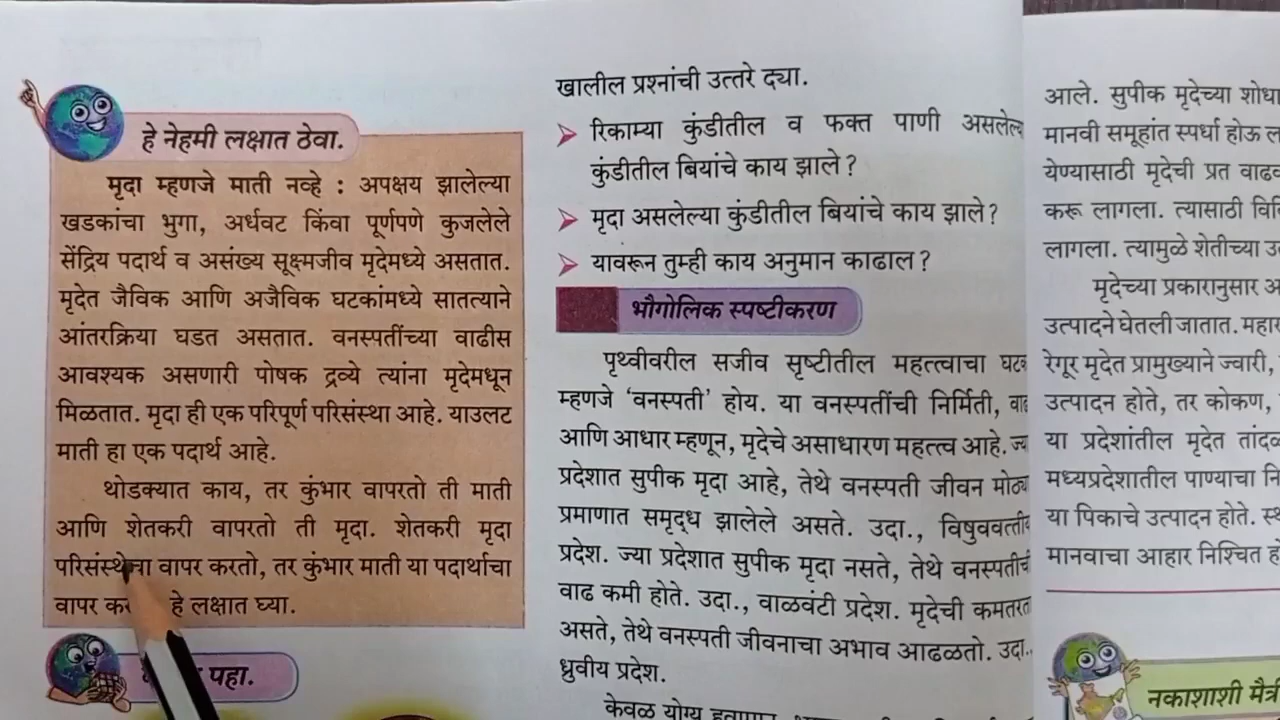 हे नेहमी लक्षात ठेवा.
मृदा म्हणजे माती नव्हे : अपक्षय झालेल्या
खडकांचा भुगा, अर्धवट किंवा पूर्णपणे कुजलेले
सेंद्रिय पदार्थ व असंख्य सूक्ष्मजीव मृदेमध्ये असतात.
मृदेत जैविक आणि अजैविक घटकांमध्ये सातत्याने
आंतरक्रिया घडत असतात. वनस्पतींच्या वाढीस
आवश्यक असणारी पोषक द्रव्ये त्यांना मृदेमधून
मिळतात. मृदा ही एक परिपूर्ण परिसंस्था आहे. याउलट
माती हा एक पदार्थ आहे.
थोडक्यात काय, तर कुंभार वापरतो ती माती
आणि शेतकरी वापरतो ती मृदा. शेतकरी मृदा
परिसंस्थेचा वापर करतो, तर कुंभार माती या पदार्थाचा
वापर हे लक्षात घ्या.
पहा.
खालील प्रश्नांची उत्तरे द्या.
➤ रिकाम्या कुंडीतील व फक्त पाणी असलेल्या
कुंडीतील बियांचे काय झाले ?
➤ मृदा असलेल्या कुंडीतील बियांचे काय झाले ?
➤ यावरून तुम्ही काय अनुमान काढाल ?
भौगोलिक स्पष्टीकरण
पृथ्वीवरील सजीव सृष्टीतील महत्त्वाचा
म्हणजे ‘वनस्पती’ होय. या वनस्पतींची निर्मिती,
आणि आधार म्हणून, मृदेचे असाधारण महत्त्व आहे.
प्रदेशात सुपीक मृदा आहे, तेथे वनस्पती जीवन मोठ्या
प्रमाणात समृद्ध झालेले असते. उदा.,
प्रदेश. ज्या प्रदेशात सुपीक मृदा नसते, तेथे वनस्पतींची
वाढ कमी होते. उदा., वाळवंटी प्रदेश. मृदेची कमतरता
असते, तेथे वनस्पती जीवनाचा अभाव आढळतो. उदा.,
ध्रुवीय प्रदेश.
केवळ योग्य
आले. सुपीक मृदेच्या
मानवी समूहांत स्पर्धा होऊ
येण्यासाठी मृदेची प्रत
करू लागला. त्यासाठी
लागला. त्यामुळे शेतीच्या
मृदेच्या प्रकारानुसार
उत्पादने घेतली जातात.
रेगूर मृदेत प्रामुख्याने ज्वारी,
उत्पादन होते, तर कोकण,
या प्रदेशांतील मृदेत
मध्यप्रदेशातील पाण्याचा
या पिकाचे उत्पादन होते.
मानवाचा आहार निश्चित
नकाशाशी